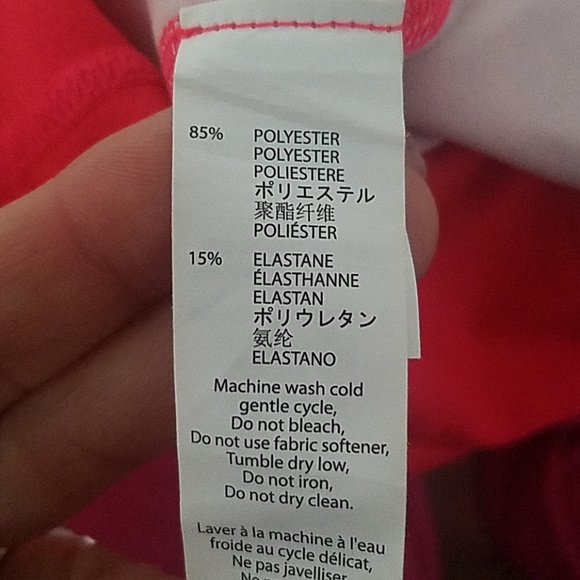 85% POLYESTER
POLYESTER
POLIESTERE
ポリエステル
聚酯纤维
POLIÉSTER
15% ELASTANE
ÉLASTHANNE
ELASTAN
ポリウレタン
氨纶
ELASTANO
Machine wash cold
gentle cycle,
Do not bleach,
Do not use fabric softener,
Tumble dry low,
Do not iron,
Do not dry clean.
Laver à la machine à l'eau
froide au cycle délicat,
Ne pas javelliser